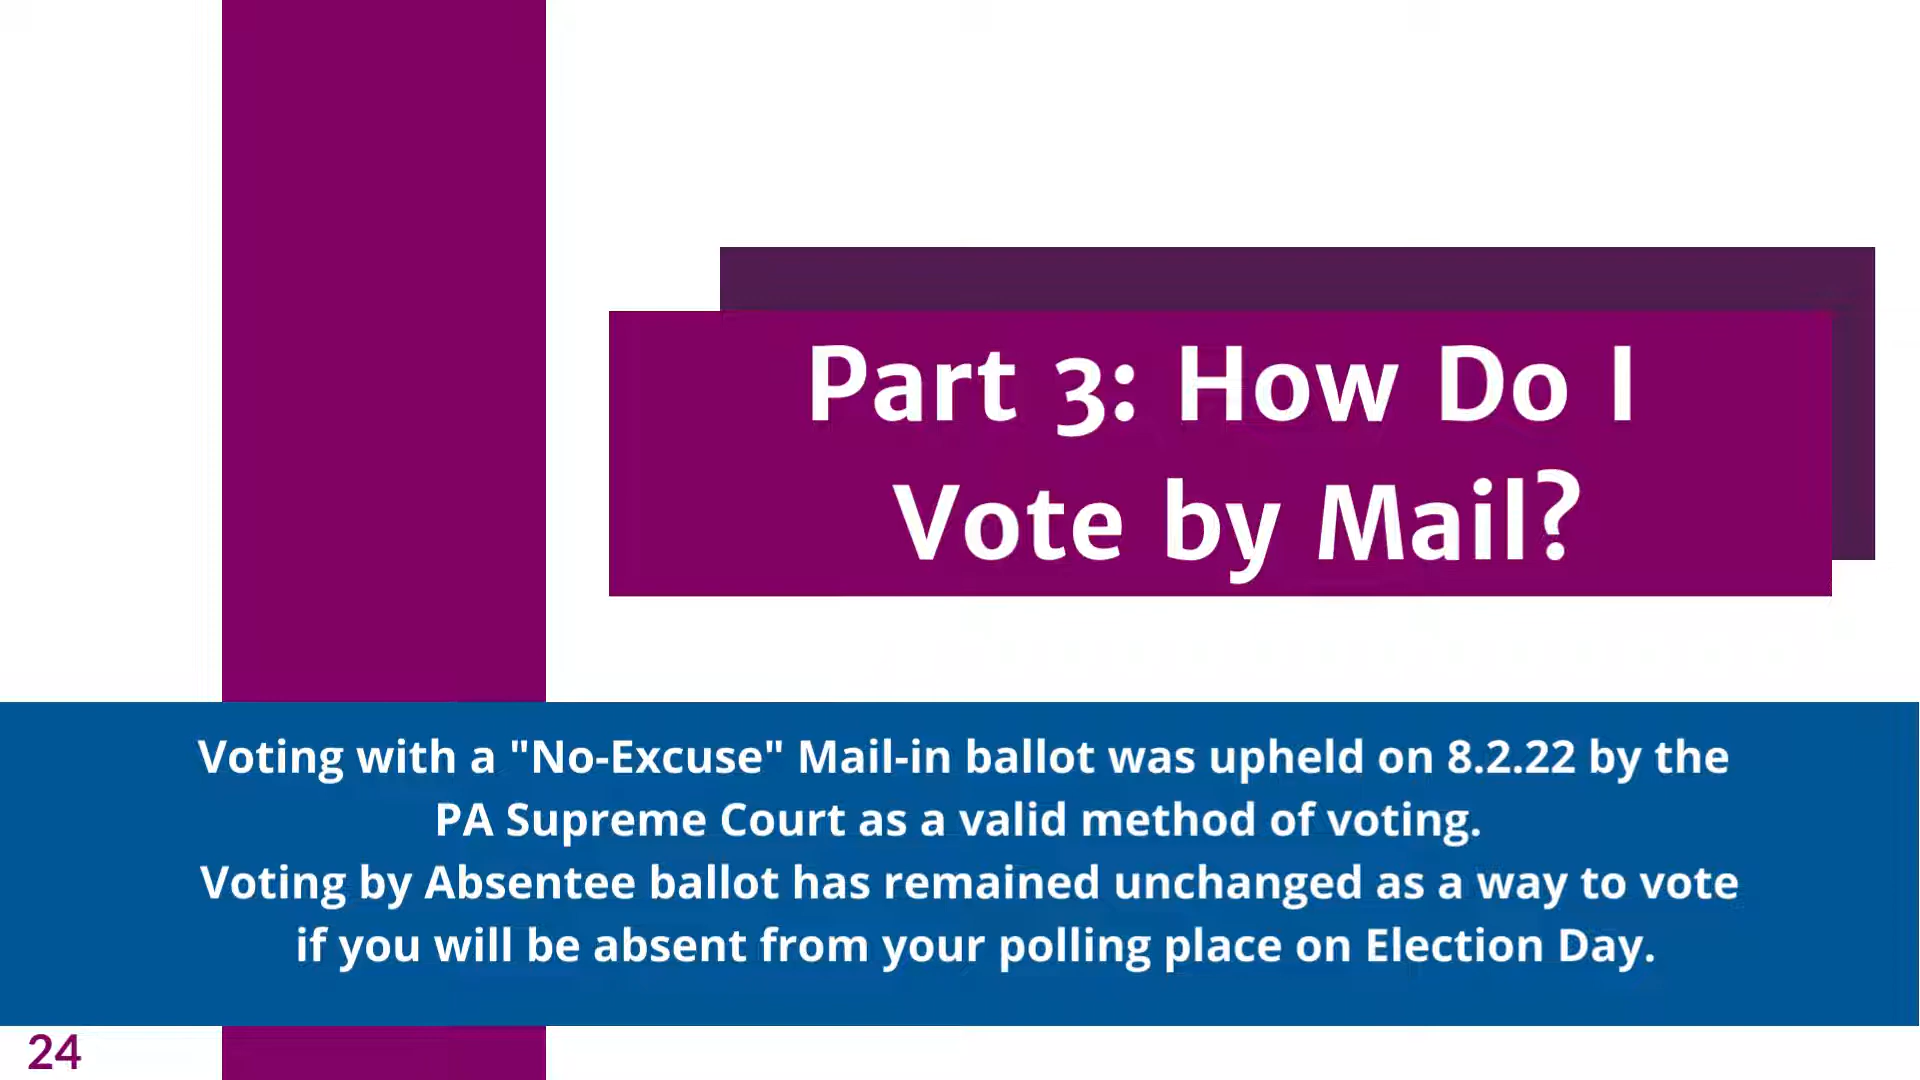 Part 3: How Do I
Vote by Mail?
Voting with a "No-Excuse" Mail-in ballot was upheld on 8.2.22 by the
PA Supreme Court as a valid method of voting.
Voting by Absentee ballot has remained unchanged as a way to vote
if you will be absent from your polling place on Election Day.
24